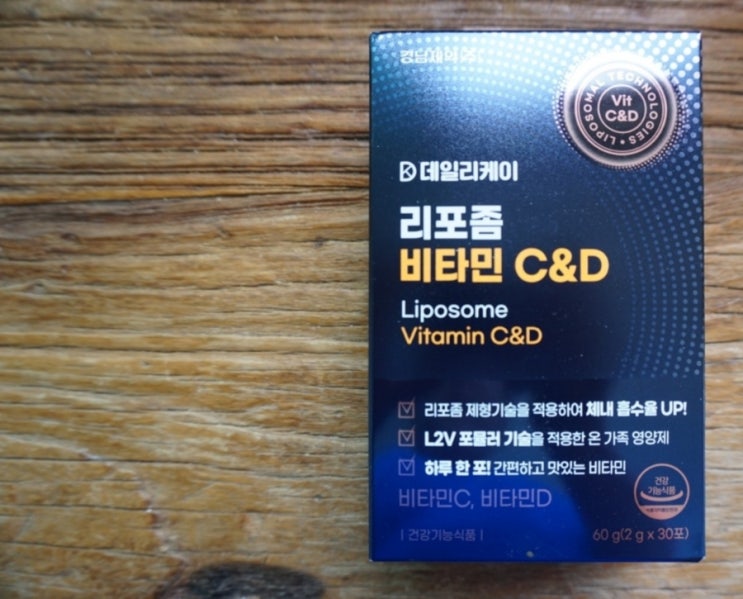 경남제약(주)
LIPOSOMAL TECHNOLOGIES
Vit
C&D
데일리케이
리포좀
비타민 C&D
Liposome
Vitamin C&D
리포좀 제형기술을 적용하여 체내 흡수율 UP!
L2V 포뮬러 기술을 적용한 온 가족 영양제
하루 한 포! 간편하고 맛있는 비타민
비타민C, 비타민D
건강
기능식품
| 건강기능식품 |
60 g(2 g x 30포)